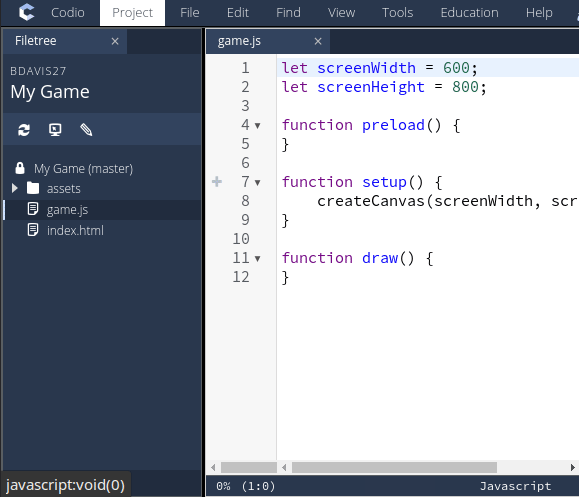 Codio Project File Edit Find View Tools Education Help
Filetree ×
game.js ×
BDAVIS27
My Game
My Game (master)
assets
game.js
index.html
1 let screenWidth = 600;
2 let screenHeight = 800;
3
4 function preload() {
5 }
6
7 function setup() {
8     createCanvas(screenWidth, scr
9 }
10
11 function draw() {
12 }
javascript:void(0)
0% (1:0) Javascript